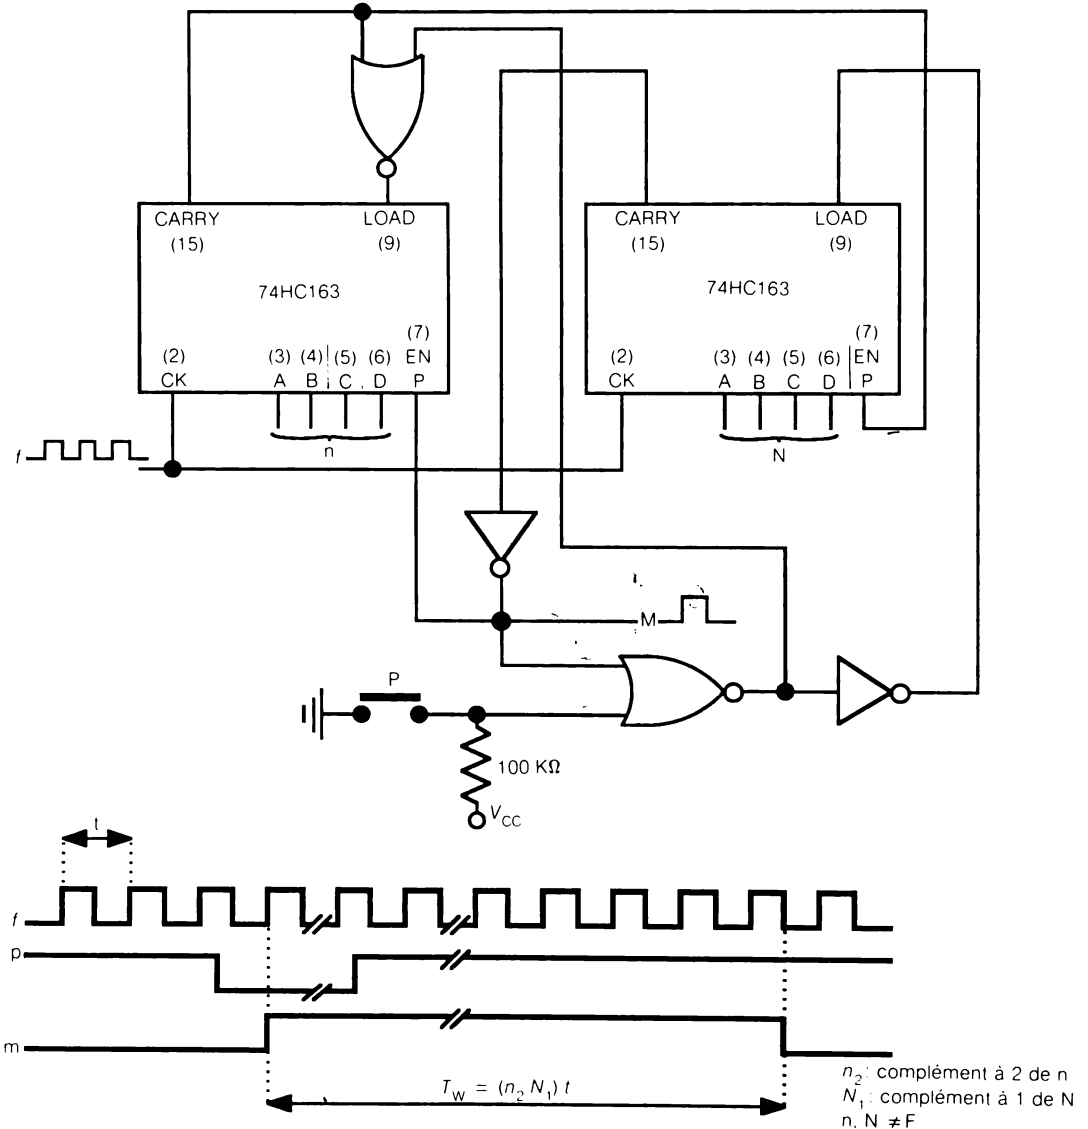 CARRY LOAD
(15) (9)
74HC163
(7)
(2) (3) (4) (5) (6) EN
CK A B C D P
n
f
CARRY LOAD
(15) (9)
74HC163
(7)
(2) (3) (4) (5) (6) EN
CK A B C D P
N
M
P
100 KΩ
VCC
t
f
p
m
TW = (n2 N1) t
n2 : complément à 2 de n
N1 : complément à 1 de N
n, N ≠ F